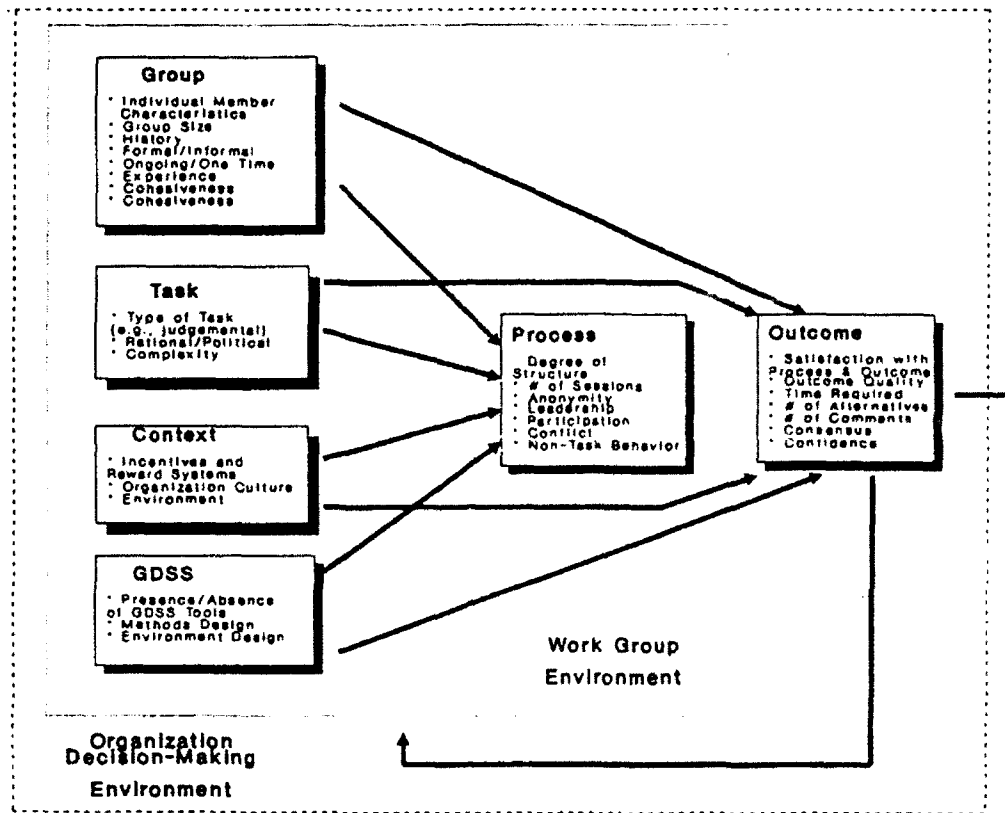 Group
* Individual Member
Characteristics
* Group Size
* History
* Formal/Informal
* Ongoing/One Time
* Experience
* Cohesiveness
* Cohesiveness
Task
* Type of Task
(e.g., judgemental)
* Rational/Political
* Complexity
Context
* Incentives and
Reward Systems
* Organization Culture
* Environment
GDSS
* Presence/Absence
of GDSS Tools
* Methods Design
* Environment Design
Process
* Degree of
Structure
* # of Sessions
* Anonymity
* Leadership
* Participation
* Conflict
* Non-Task Behavior
Outcome
* Satisfaction with
Process & Outcome
* Outcome Quality
* Time Required
* # of Alternatives
* # of Comments
* Consensus
* Confidence
Work Group
Environment
Organization
Decision-Making
Environment